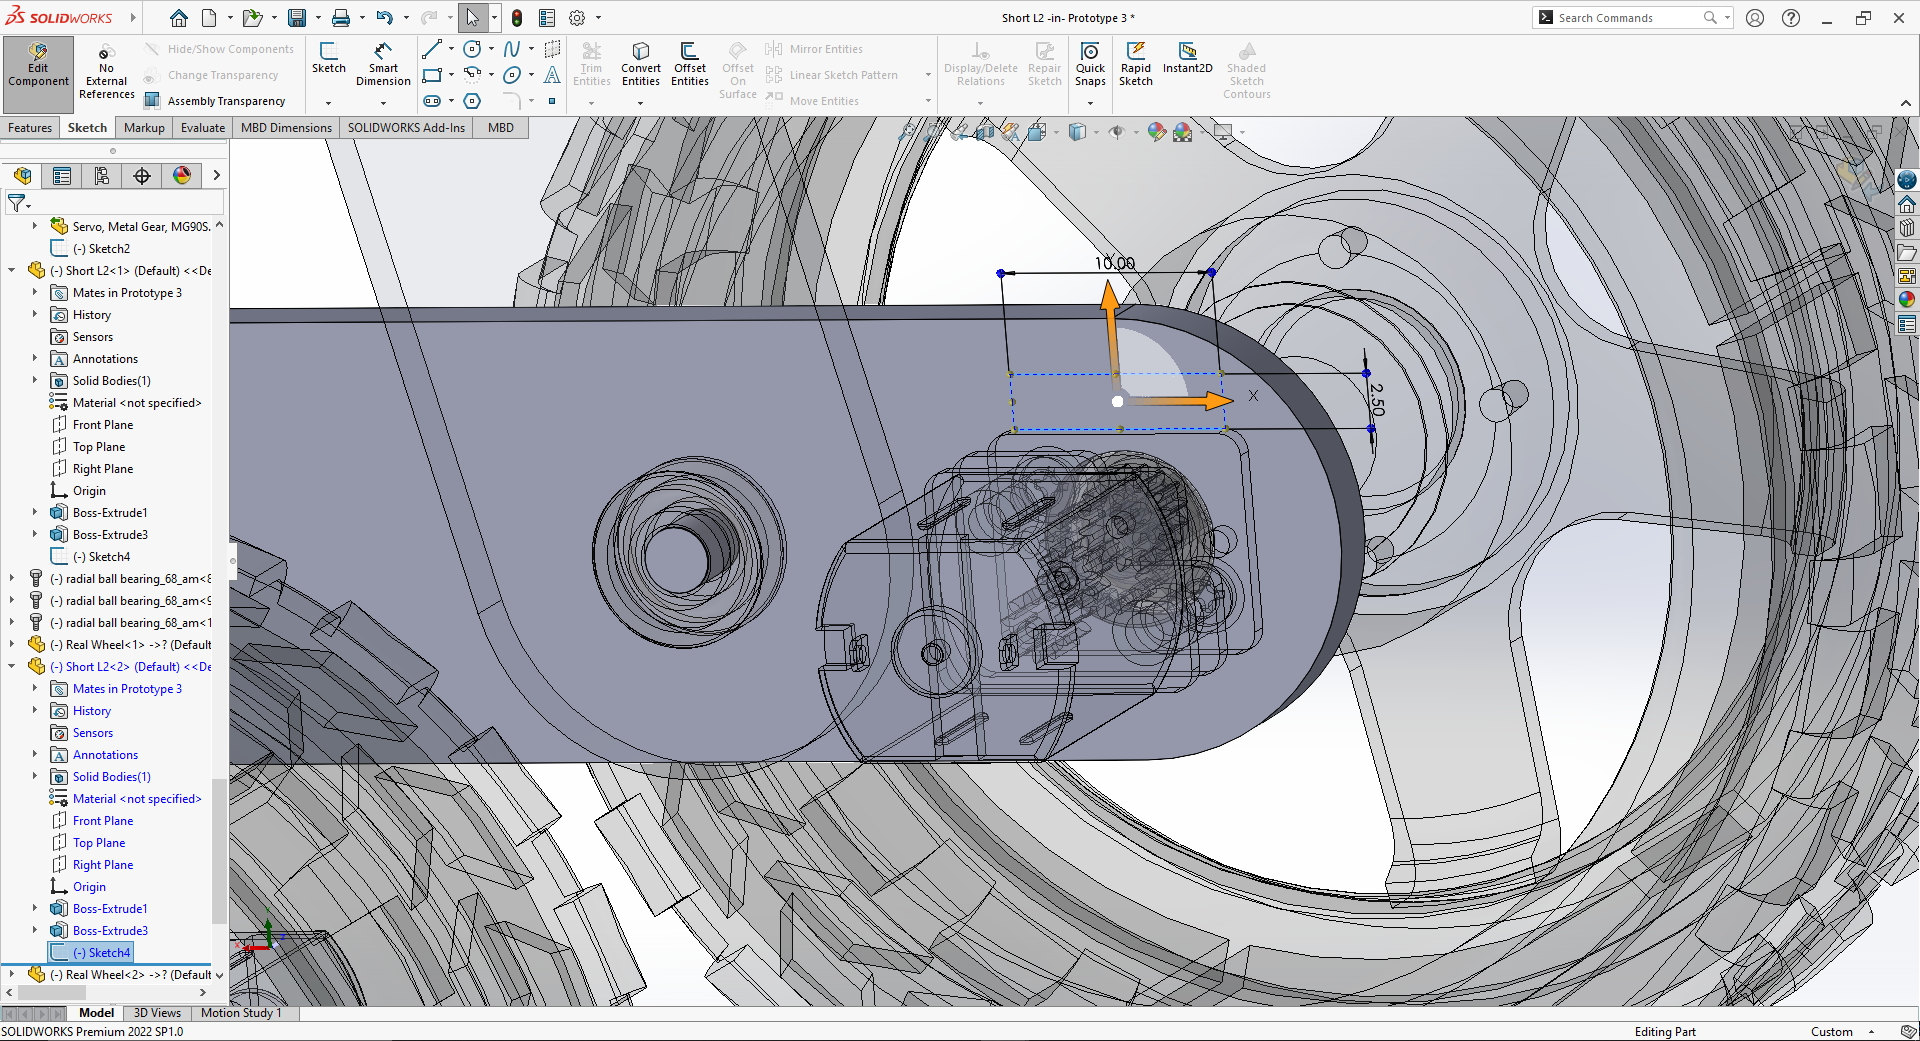 SOLIDWORKS
Short L2 -in- Prototype 3 *
Search Commands
Edit Component
No External References
Hide/Show Components
Change Transparency
Assembly Transparency
Sketch
Smart Dimension
Trim Entities
Convert Entities
Offset Entities
Offset On Surface
Mirror Entities
Linear Sketch Pattern
Move Entities
Display/Delete Relations
Repair Sketch
Quick Snaps
Rapid Sketch
Instant2D
Shaded Sketch Contours
Features
Sketch
Markup
Evaluate
MBD Dimensions
SOLIDWORKS Add-Ins
MBD
Servo, Metal Gear, MG90S.
(-) Sketch2
(-) Short L2<1> (Default) <<De
Mates in Prototype 3
History
Sensors
Annotations
Solid Bodies(1)
Material <not specified>
Front Plane
Top Plane
Right Plane
Origin
Boss-Extrude1
Boss-Extrude3
(-) Sketch4
(-) radial ball bearing_68_am<8
(-) radial ball bearing_68_am<9
(-) radial ball bearing_68_am<1
(-) Real Wheel<1> ->? (Default
(-) Short L2<2> (Default) <<De
Mates in Prototype 3
History
Sensors
Annotations
Solid Bodies(1)
Material <not specified>
Front Plane
Top Plane
Right Plane
Origin
Boss-Extrude1
Boss-Extrude3
(-) Sketch4
(-) Real Wheel<2> ->? (Default
10.00
X
2.50
Model
3D Views
Motion Study 1
SOLIDWORKS Premium 2022 SP1.0
Editing Part
Custom